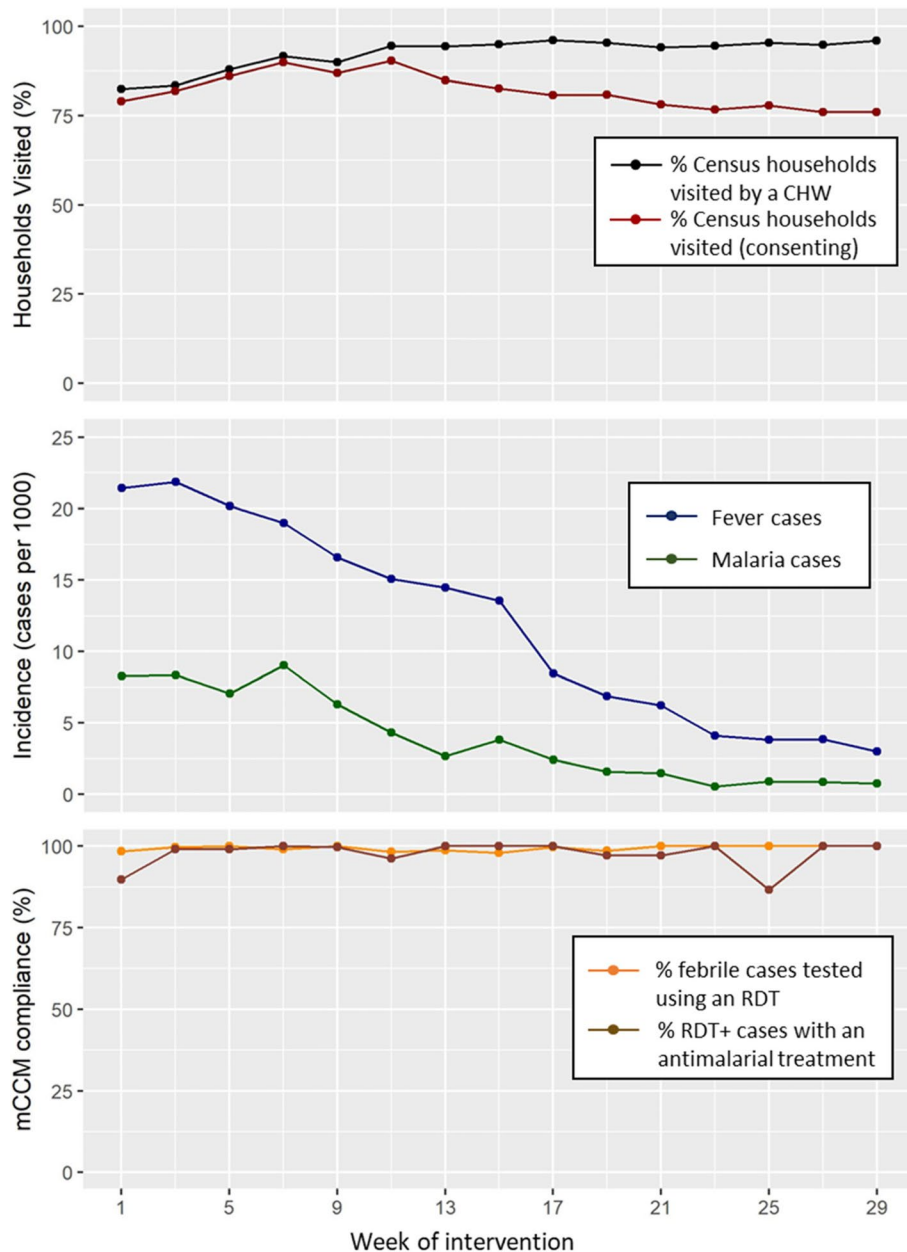 Households Visited (%)
100
75
50
25
0
% Census households
visited by a CHW
% Census households
visited (consenting)
Incidence (cases per 1000)
25
20
15
10
5
0
Fever cases
Malaria cases
mCCM compliance (%)
100
75
50
25
0
% febrile cases tested
using an RDT
% RDT+ cases with an
antimalarial treatment
1 5 9 13 17 21 25 29
Week of intervention